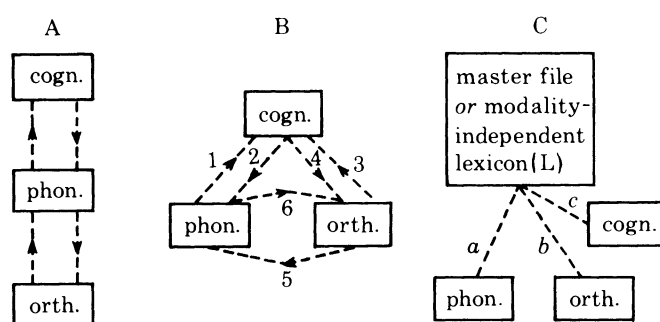 A
cogn.
phon.
orth.
B
cogn.
1 2 4 3
6
phon. orth.
5
C
master file
or modality-
independent
lexicon(L)
c
cogn.
a b
phon. orth.